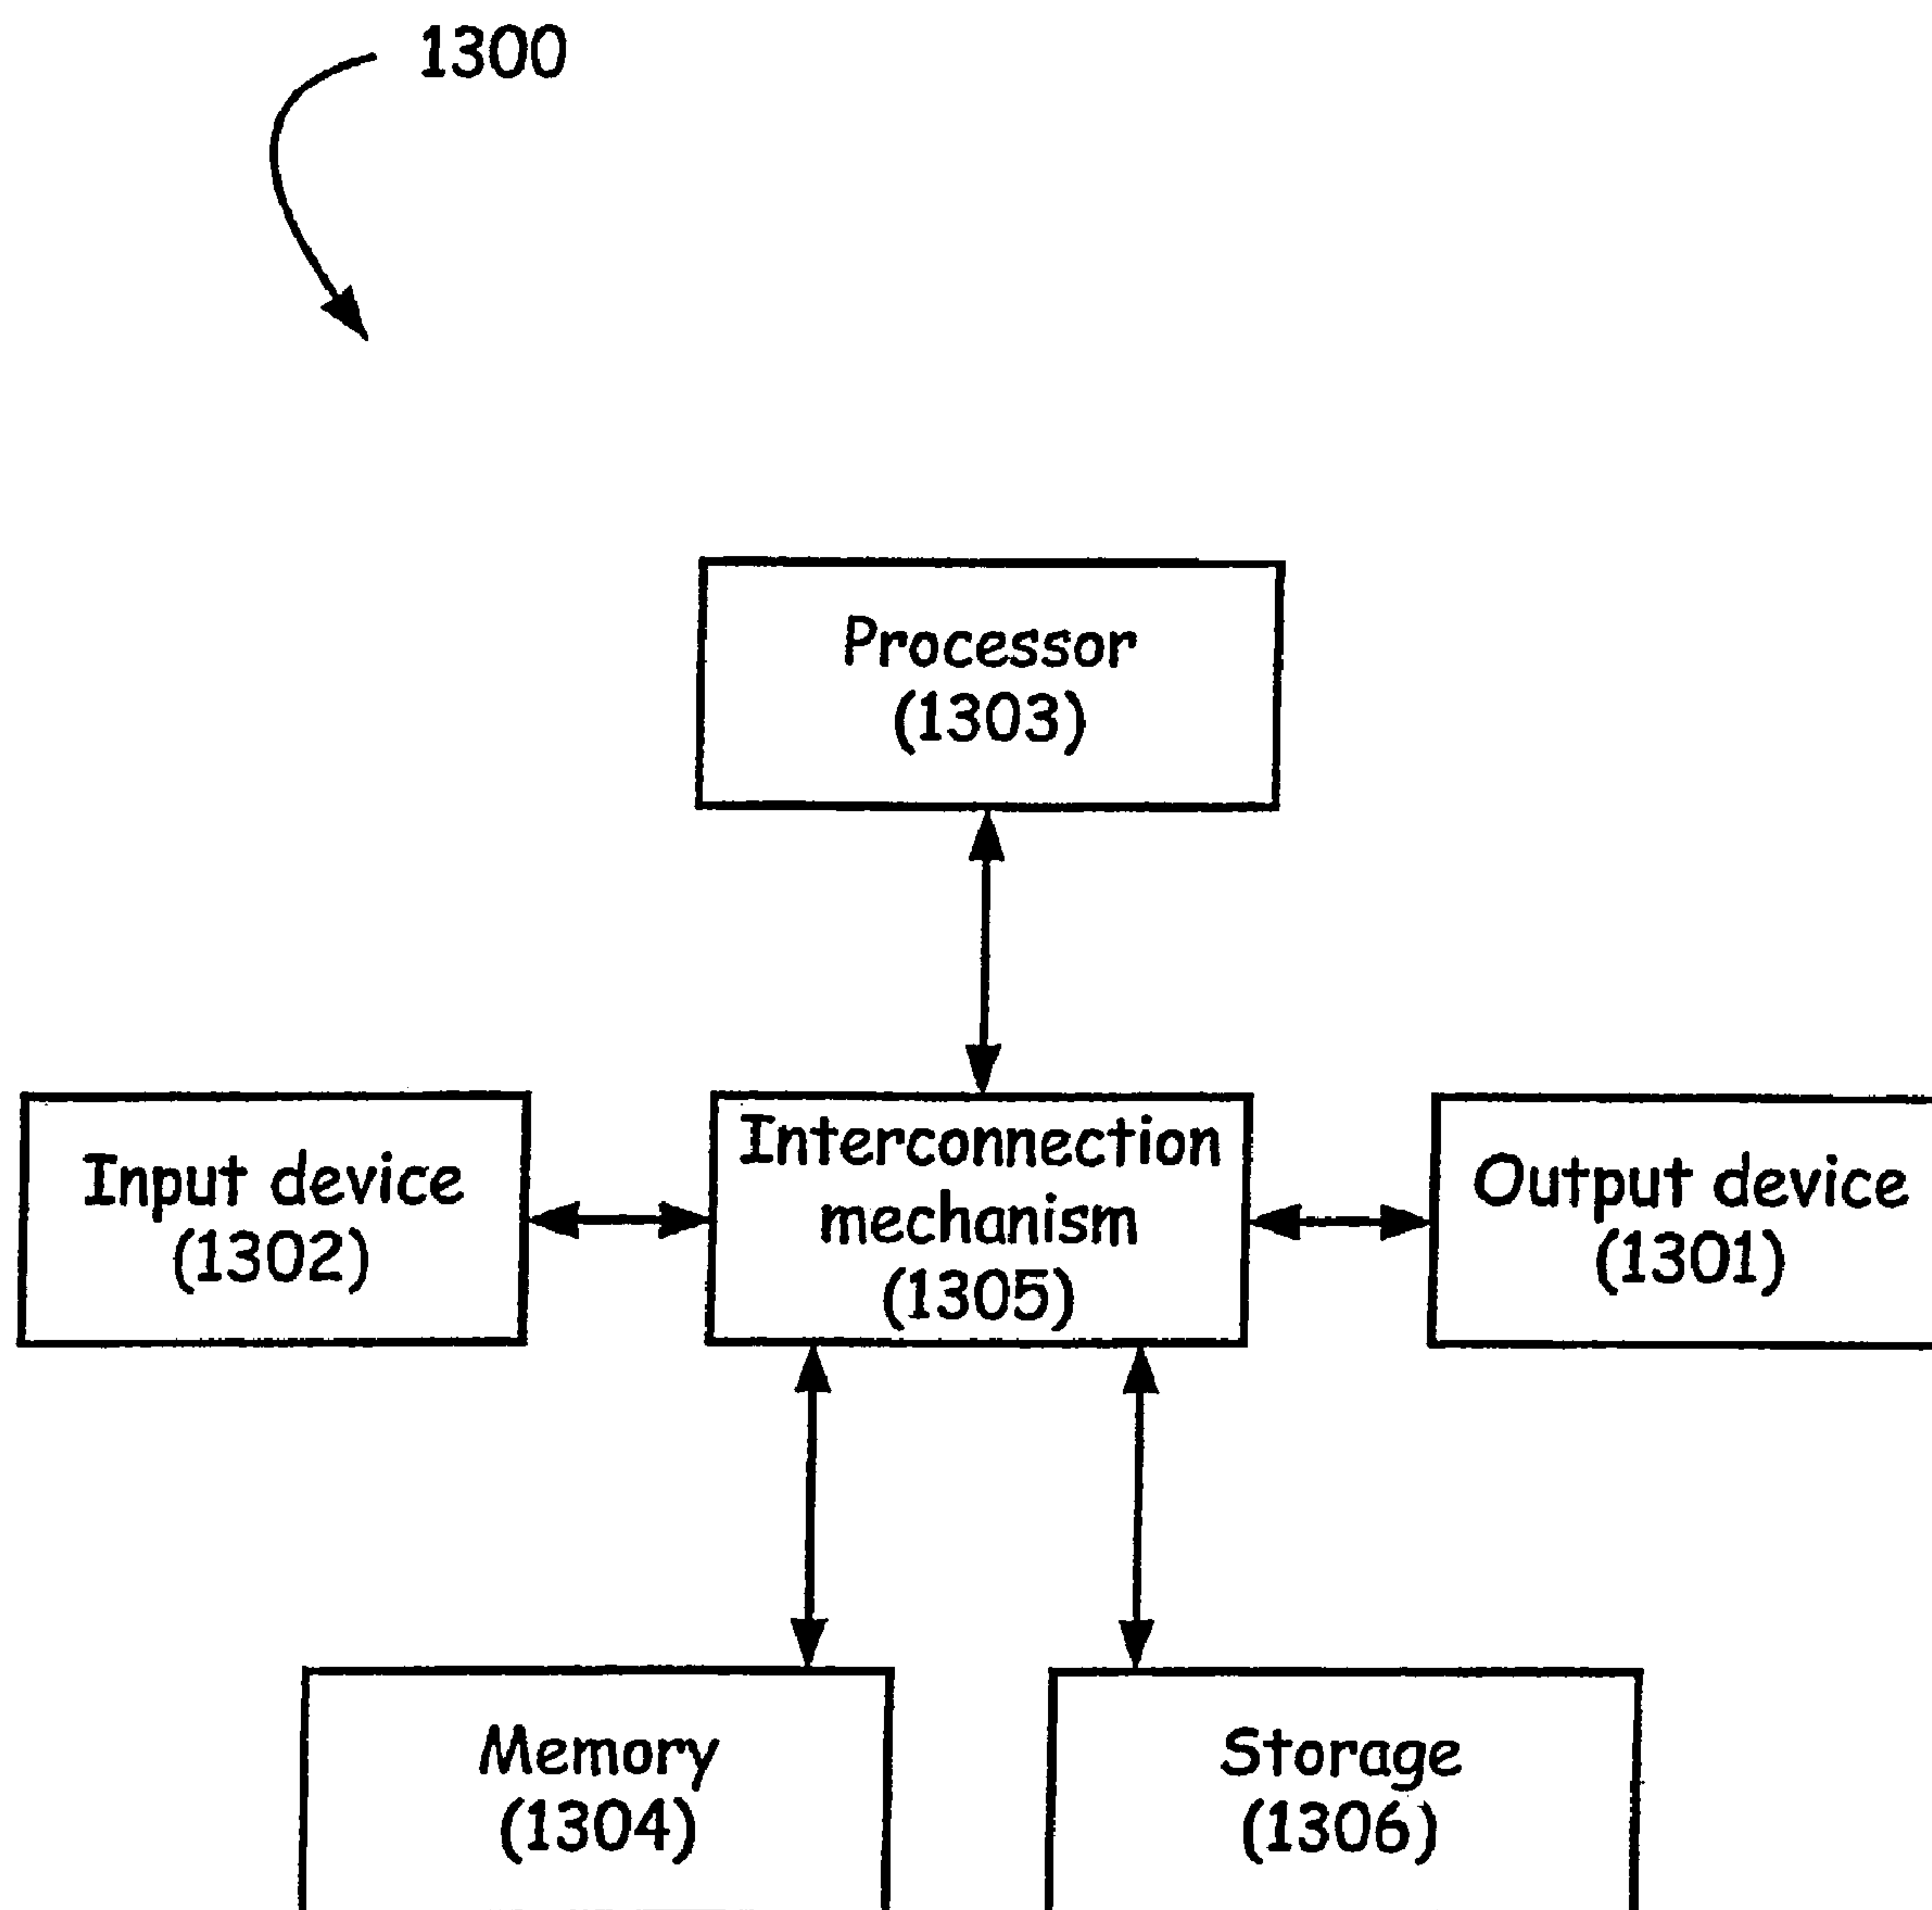 1300
Processor
(1303)
Input device
(1302)
Interconnection
mechanism
(1305)
Output device
(1301)
Memory
(1304)
Storage
(1306)